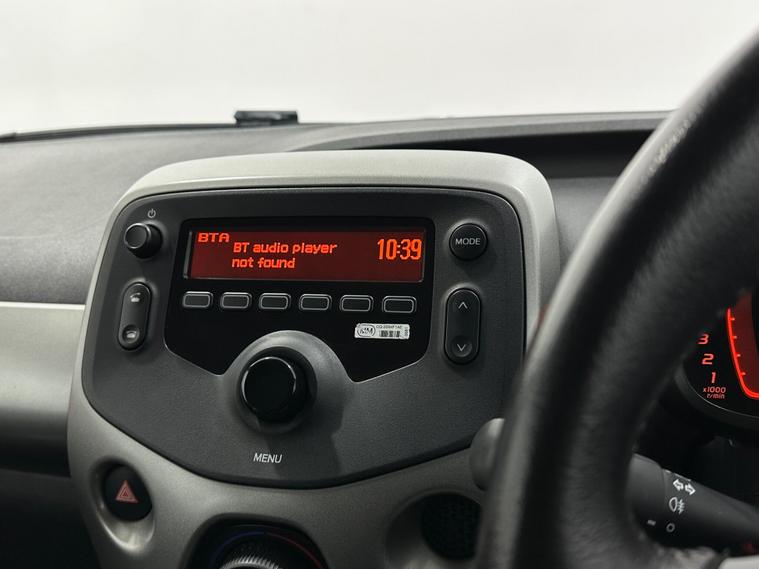 BTA
BT audio player
not found
10:39
MODE
MENU
3
2
1
x1000
r/min